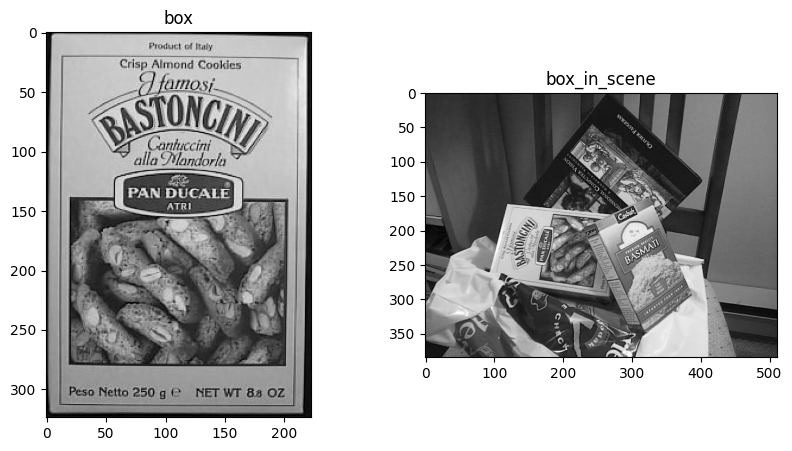 box
box_in_scene
Product of Italy
Crisp Almond Cookies
I famosi
BASTONCINI
Cantuccini
alla Mandorla
PAN DUCALE
ATRI
Peso Netto 250 g ℮ NET WT 8.8 OZ
0
50
100
150
200
250
300
0
50
100
150
200
0
50
100
150
200
250
300
350
0
100
200
300
400
500
BASTONCINI
PAN DUCALE
BASMATI